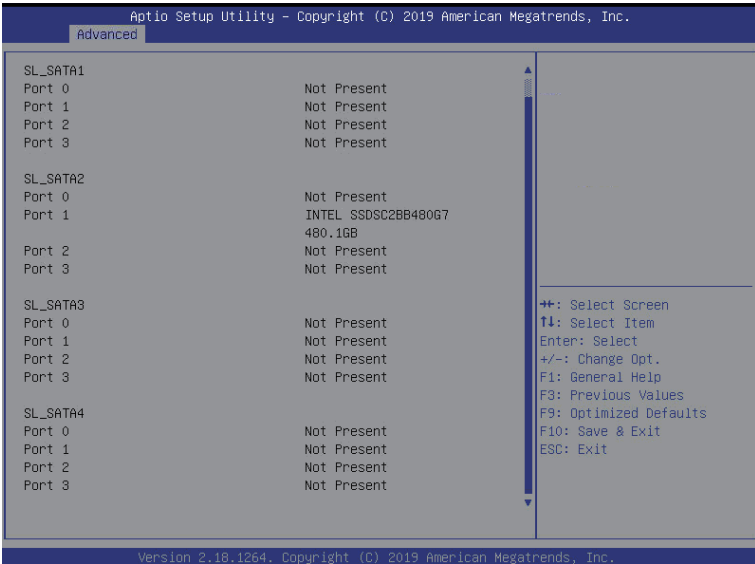 Aptio Setup Utility – Copyright (C) 2019 American Megatrends, Inc.
Advanced
SL_SATA1
Port 0 Not Present
Port 1 Not Present
Port 2 Not Present
Port 3 Not Present
SL_SATA2
Port 0 Not Present
Port 1 INTEL SSDSC2BB480G7
480.1GB
Port 2 Not Present
Port 3 Not Present
SL_SATA3
Port 0 Not Present
Port 1 Not Present
Port 2 Not Present
Port 3 Not Present
SL_SATA4
Port 0 Not Present
Port 1 Not Present
Port 2 Not Present
Port 3 Not Present
→←: Select Screen
↑↓: Select Item
Enter: Select
+/-: Change Opt.
F1: General Help
F3: Previous Values
F9: Optimized Defaults
F10: Save & Exit
ESC: Exit
Version 2.18.1264. Copyright (C) 2019 American Megatrends, Inc.